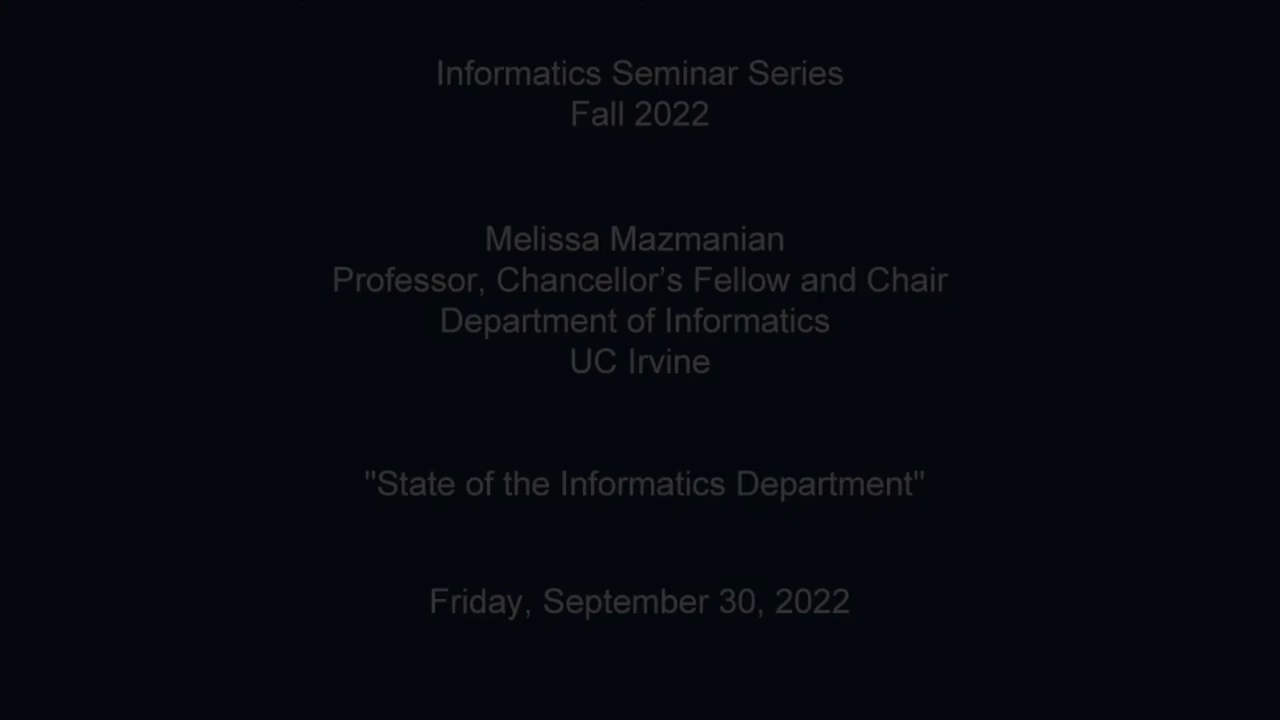 Informatics Seminar Series
Fall 2022
Melissa Mazmanian
Professor, Chancellor’s Fellow and Chair
Department of Informatics
UC Irvine
"State of the Informatics Department"
Friday, September 30, 2022